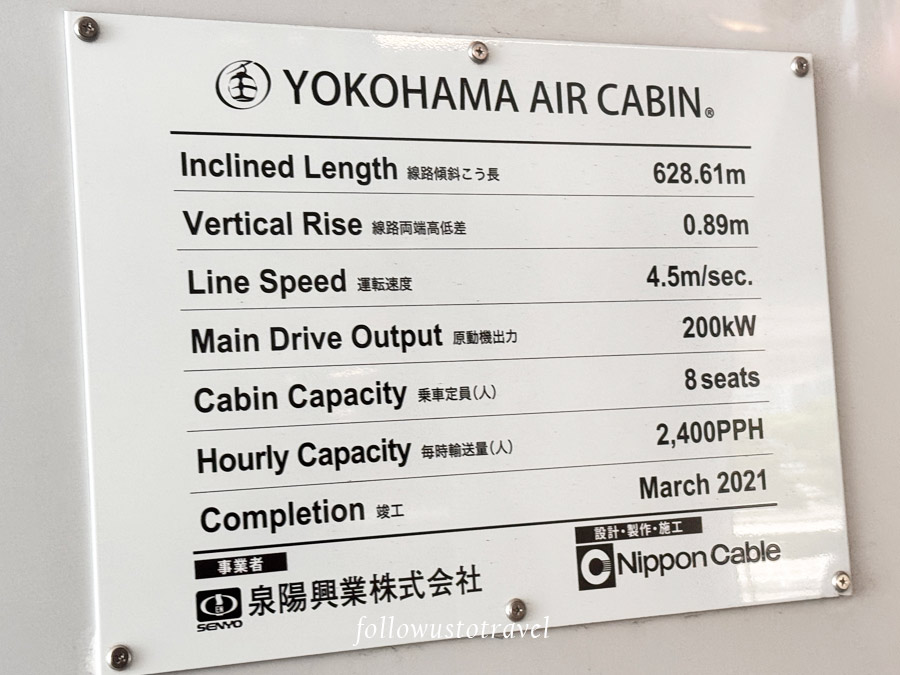 YOKOHAMA AIR CABIN®
Inclined Length 線路傾斜こう長 628.61m
Vertical Rise 線路両端高低差 0.89m
Line Speed 運転速度 4.5m/sec.
Main Drive Output 原動機出力 200kW
Cabin Capacity 乗車定員(人) 8 seats
Hourly Capacity 毎時輸送量(人) 2,400PPH
Completion 竣工 March 2021
事業者
SENYO 泉陽興業株式会社
設計・製作・施工
Nippon Cable
followustotravel